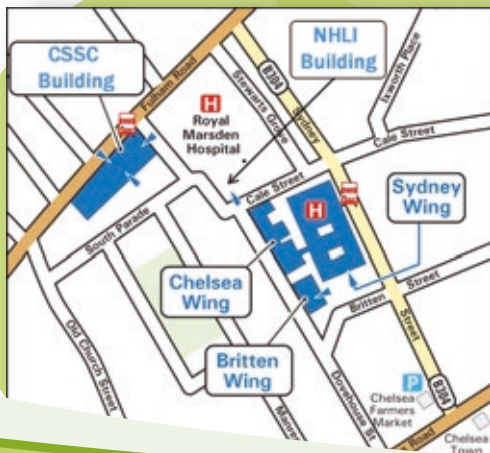 CSSC
Building
NHLI
Building
Fulham Road
B304
Sydney
Ixworth Place
Stewarts Grove
H
Royal
Marsden
Hospital
Cale Street
Cale Street
H
Sydney
Wing
South Parade
Chelsea
Wing
Britten
Street
Britten
Wing
Old Church Street
Street
Dovehouse St
P
Chelsea
Farmers
Market
B304
Road
Chelsea
Town